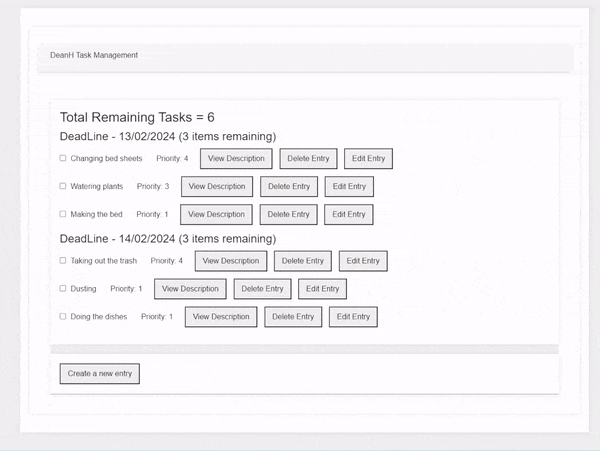 DeanH Task Management
Total Remaining Tasks = 6
DeadLine - 13/02/2024 (3 items remaining)
Changing bed sheets Priority: 4 View Description Delete Entry Edit Entry
Watering plants Priority: 3 View Description Delete Entry Edit Entry
Making the bed Priority: 1 View Description Delete Entry Edit Entry
DeadLine - 14/02/2024 (3 items remaining)
Taking out the trash Priority: 4 View Description Delete Entry Edit Entry
Dusting Priority: 1 View Description Delete Entry Edit Entry
Doing the dishes Priority: 1 View Description Delete Entry Edit Entry
Create a new entry